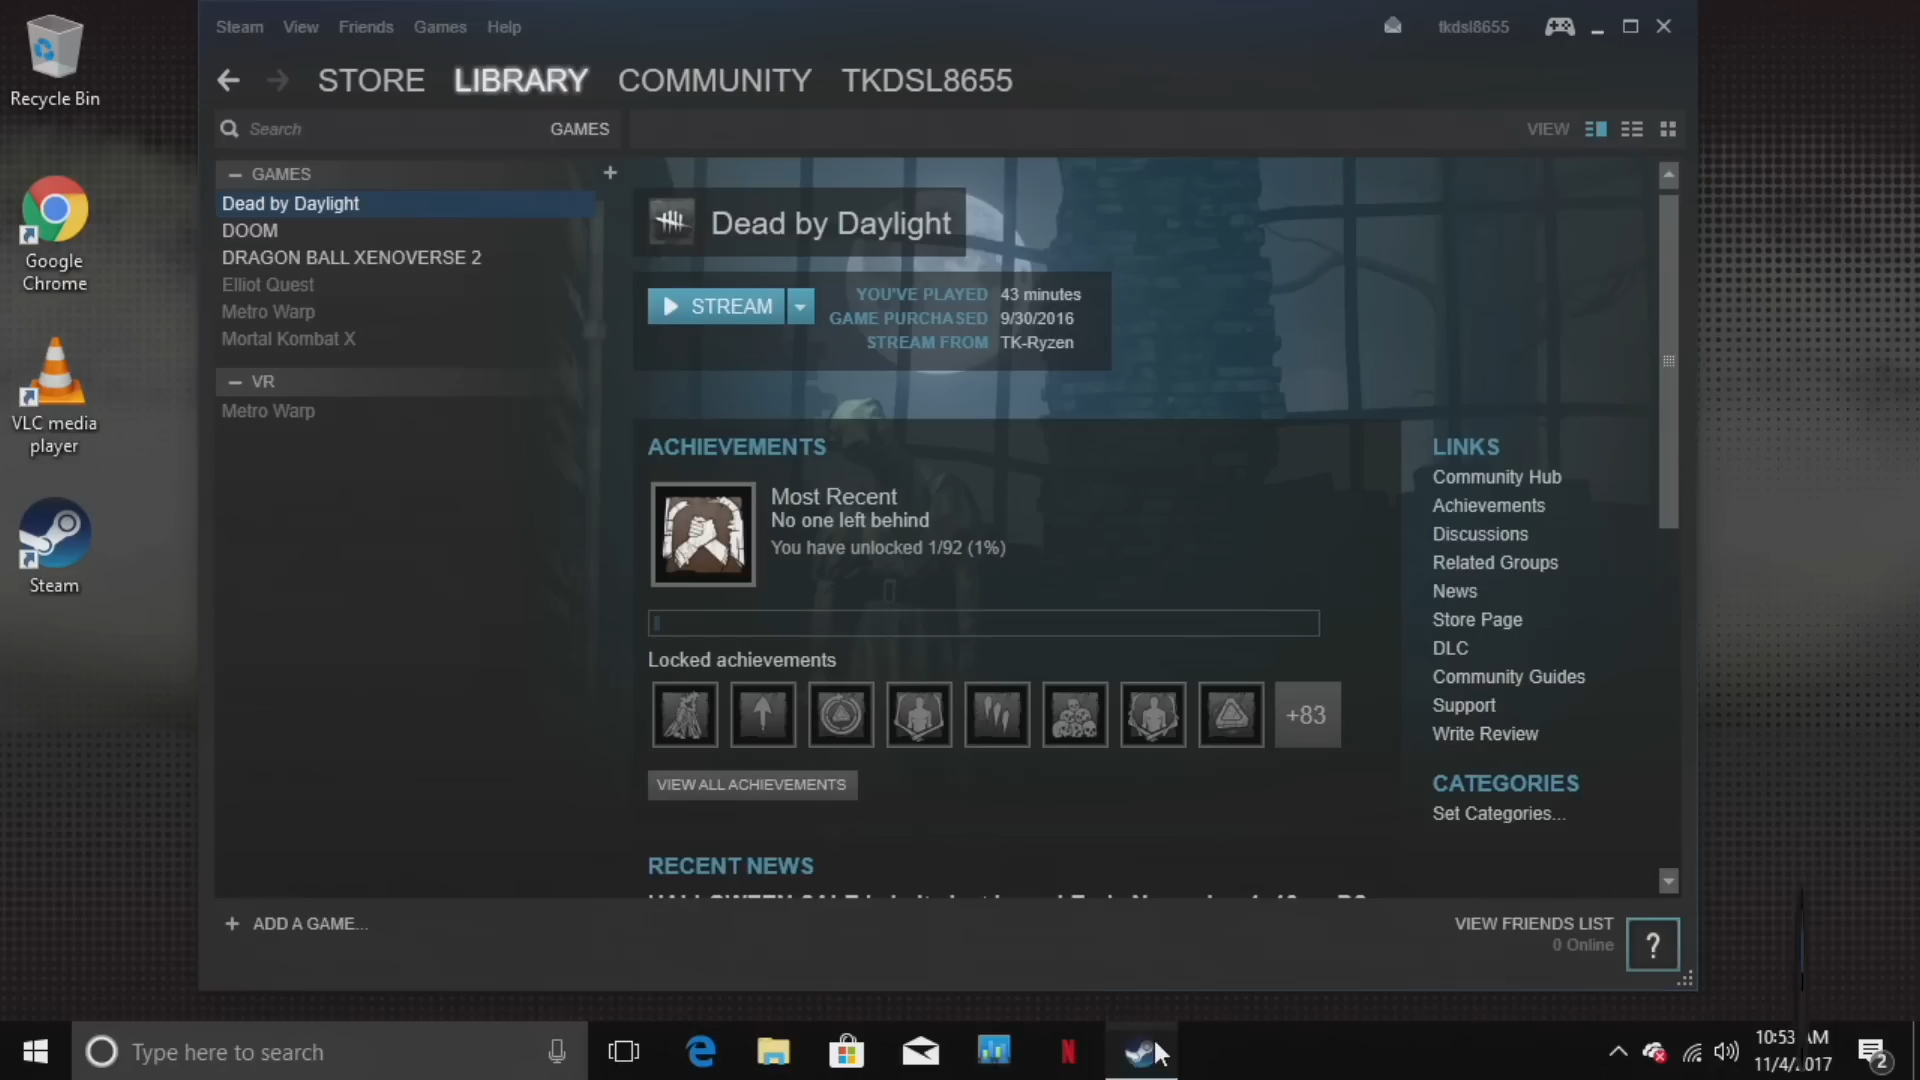 Steam View Friends Games Help
tkdsl8655
STORE LIBRARY COMMUNITY TKDSL8655
Search GAMES
VIEW
GAMES
Dead by Daylight
DOOM
DRAGON BALL XENOVERSE 2
Elliot Quest
Metro Warp
Mortal Kombat X
VR
Metro Warp
Dead by Daylight
STREAM
YOU'VE PLAYED 43 minutes
GAME PURCHASED 9/30/2016
STREAM FROM TK-Ryzen
ACHIEVEMENTS
Most Recent
No one left behind
You have unlocked 1/92 (1%)
Locked achievements
+83
VIEW ALL ACHIEVEMENTS
RECENT NEWS
LINKS
Community Hub
Achievements
Discussions
Related Groups
News
Store Page
DLC
Community Guides
Support
Write Review
CATEGORIES
Set Categories...
+ ADD A GAME...
VIEW FRIENDS LIST
0 Online
?
Recycle Bin
Google
Chrome
VLC media
player
Steam
Type here to search
10:53 AM
11/4/2017
2